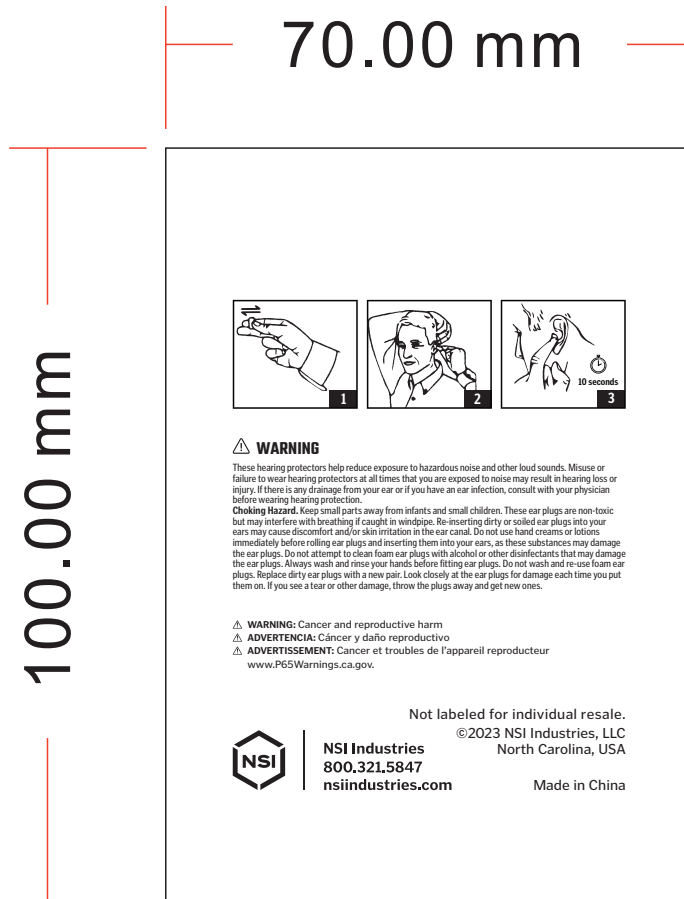 70.00 mm
100.00 mm
1
2
10 seconds
3
WARNING
These hearing protectors help reduce exposure to hazardous noise and other loud sounds. Misuse or
failure to wear hearing protectors at all times that you are exposed to noise may result in hearing loss or
injury. If there is any drainage from your ear or if you have an ear infection, consult with your physician
before wearing hearing protection.
Choking Hazard. Keep small parts away from infants and small children. These ear plugs are non-toxic
but may interfere with breathing if caught in windpipe. Re-inserting dirty or soiled ear plugs into your
ears may cause discomfort and/or skin irritation in the ear canal. Do not use hand creams or lotions
immediately before rolling ear plugs and inserting them into your ears, as these substances may damage
the ear plugs. Do not attempt to clean foam ear plugs with alcohol or other disinfectants that may damage
the ear plugs. Always wash and rinse your hands before fitting ear plugs. Do not wash and re-use foam ear
plugs. Replace dirty ear plugs with a new pair. Look closely at the ear plugs for damage each time you put
them on. If you see a tear or other damage, throw the plugs away and get new ones.
WARNING: Cancer and reproductive harm
ADVERTENCIA: Cáncer y daño reproductivo
ADVERTISSEMENT: Cancer et troubles de l'appareil reproducteur
www.P65Warnings.ca.gov.
Not labeled for individual resale.
©2023 NSI Industries, LLC
North Carolina, USA
Made in China
NSI
NSI Industries
800.321.5847
nsiindustries.com